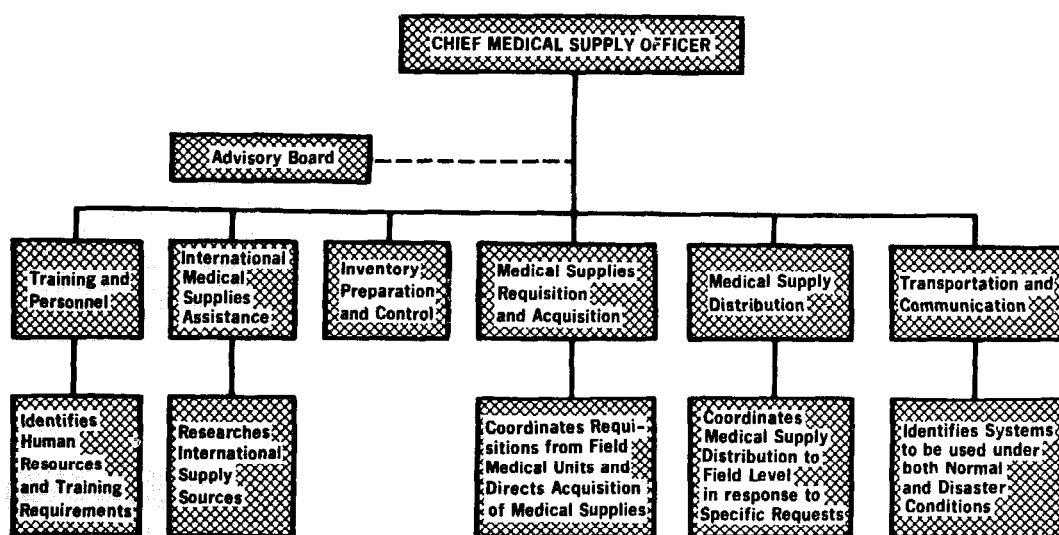 CHIEF MEDICAL SUPPLY OFFICER
Advisory Board
Training and
Personnel
International
Medical
Supplies
Assistance
Inventory
Preparation
and Control
Medical Supplies
Requisition
and Acquisition
Medical Supply
Distribution
Transportation and
Communication
Identifies
Human
Resources
and Training
Requirements
Researches
International
Supply
Sources
Coordinates Requi-
sitions from Field
Medical Units and
Directs Acquisition
of Medical Supplies
Coordinates
Medical Supply
Distribution to
Field Level
in response to
Specific Requests
Identifies Systems
to be used under
both Normal
and Disaster
Conditions